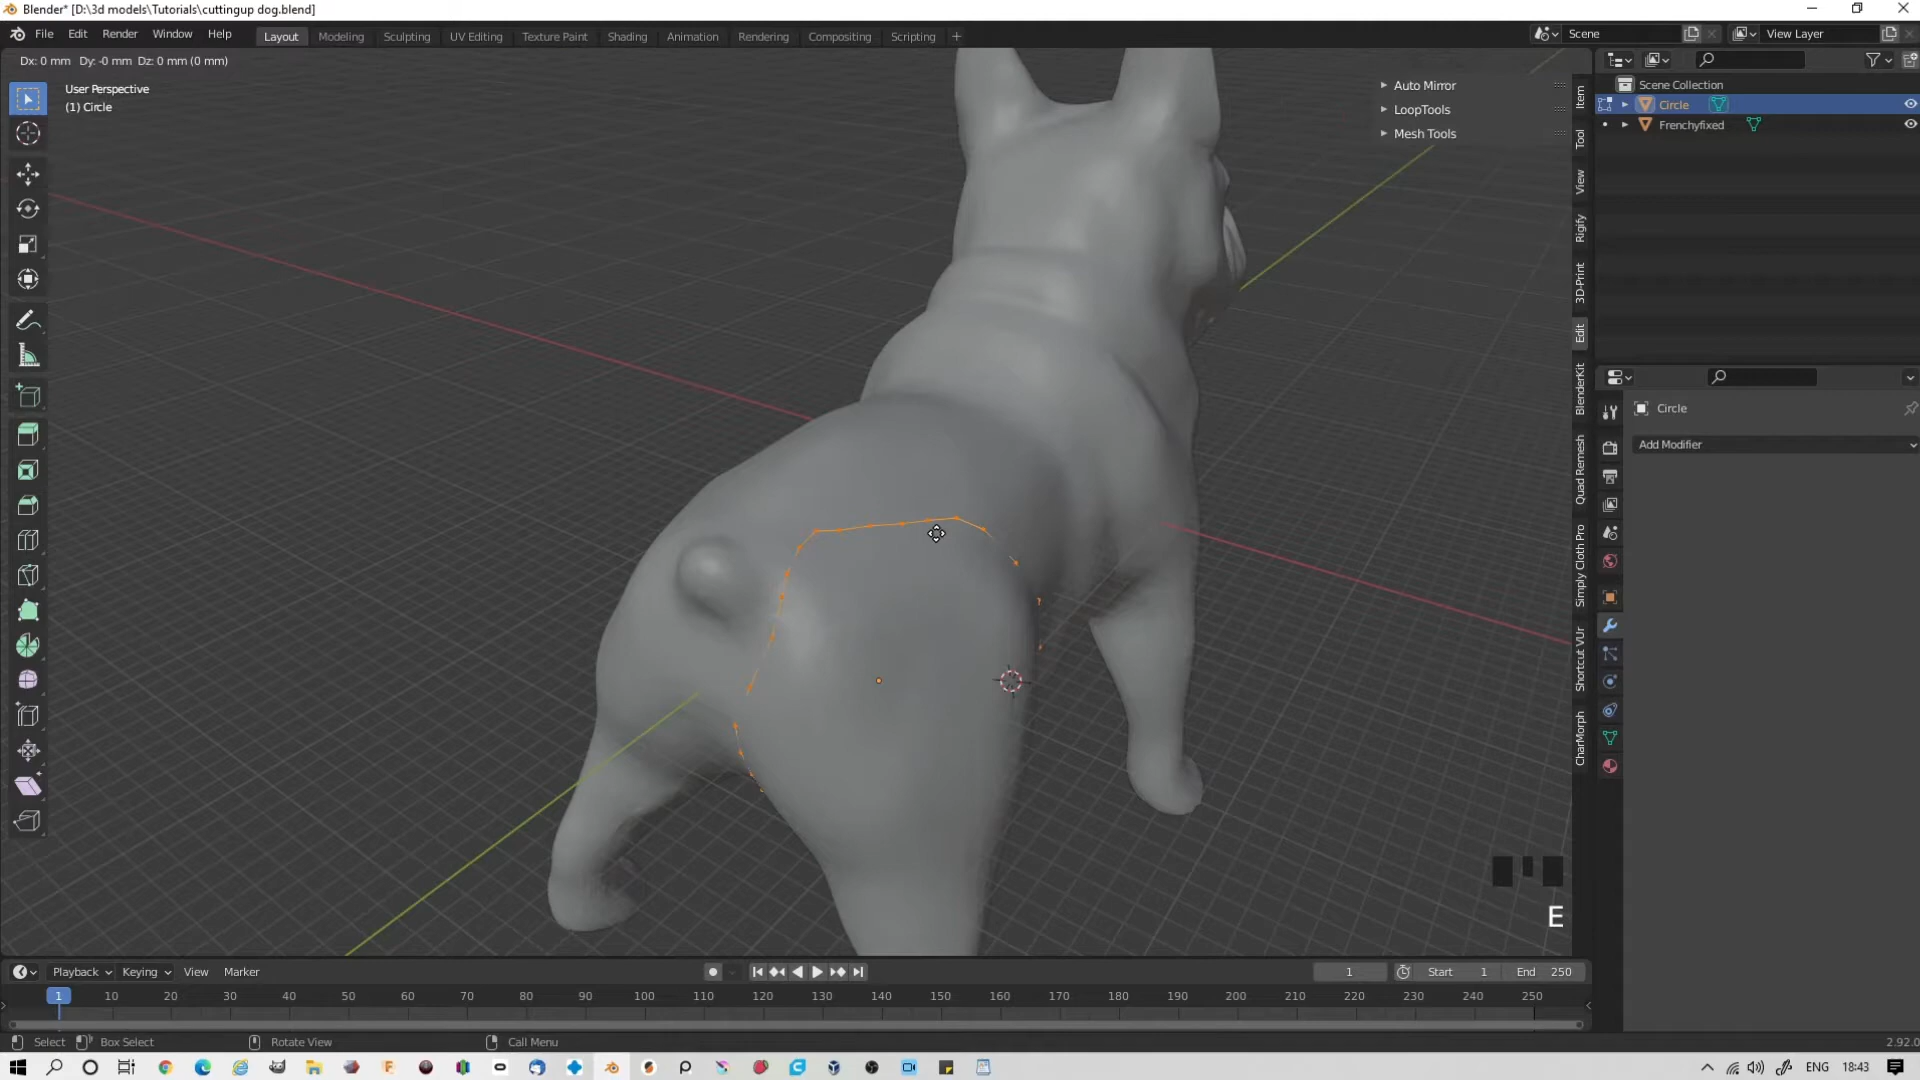 Blender* [D:\3d models\Tutorials\cuttingup dog.blend]
File Edit Render Window Help Layout Modeling Sculpting UV Editing Texture Paint Shading Animation Rendering Compositing Scripting + Scene View Layer
Dx: 0 mm Dy: -0 mm Dz: 0 mm (0 mm)
User Perspective
(1) Circle
Auto Mirror
LoopTools
Mesh Tools
Item
Tool
View
Rigify
3D-Print
Edit
BlenderKit
Quad Remesh
Simply Cloth Pro
Shortcut VUr
CharMorph
Scene Collection
Circle
Frenchyfixed
Circle
Add Modifier
E
Playback Keying View Marker 1 Start 1 End 250
1 10 20 30 40 50 60 70 80 90 100 110 120 130 140 150 160 170 180 190 200 210 220 230 240 250
Select Box Select Rotate View Call Menu 2.92.0
ENG 18:43